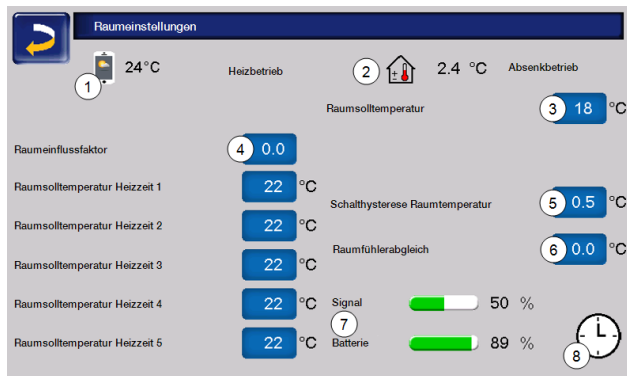 Raumeinstellungen
1 24°C Heizbetrieb 2 2.4 °C Absenkbetrieb
Raumsolltemperatur 3 18 °C
Raumeinflussfaktor 4 0.0
Raumsolltemperatur Heizzeit 1 22 °C
Schalthysterese Raumtemperatur 5 0.5 °C
Raumsolltemperatur Heizzeit 2 22 °C
Raumfühlerabgleich 6 0.0 °C
Raumsolltemperatur Heizzeit 3 22 °C
Raumsolltemperatur Heizzeit 4 22 °C
Signal 50 %
7
Raumsolltemperatur Heizzeit 5 22 °C
Batterie 89 %
8